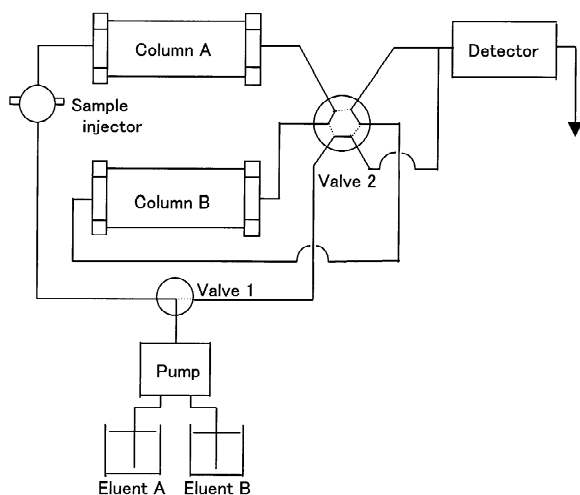 Column A
Detector
Sample
injector
Valve 2
Column B
Valve 1
Pump
Eluent A
Eluent B